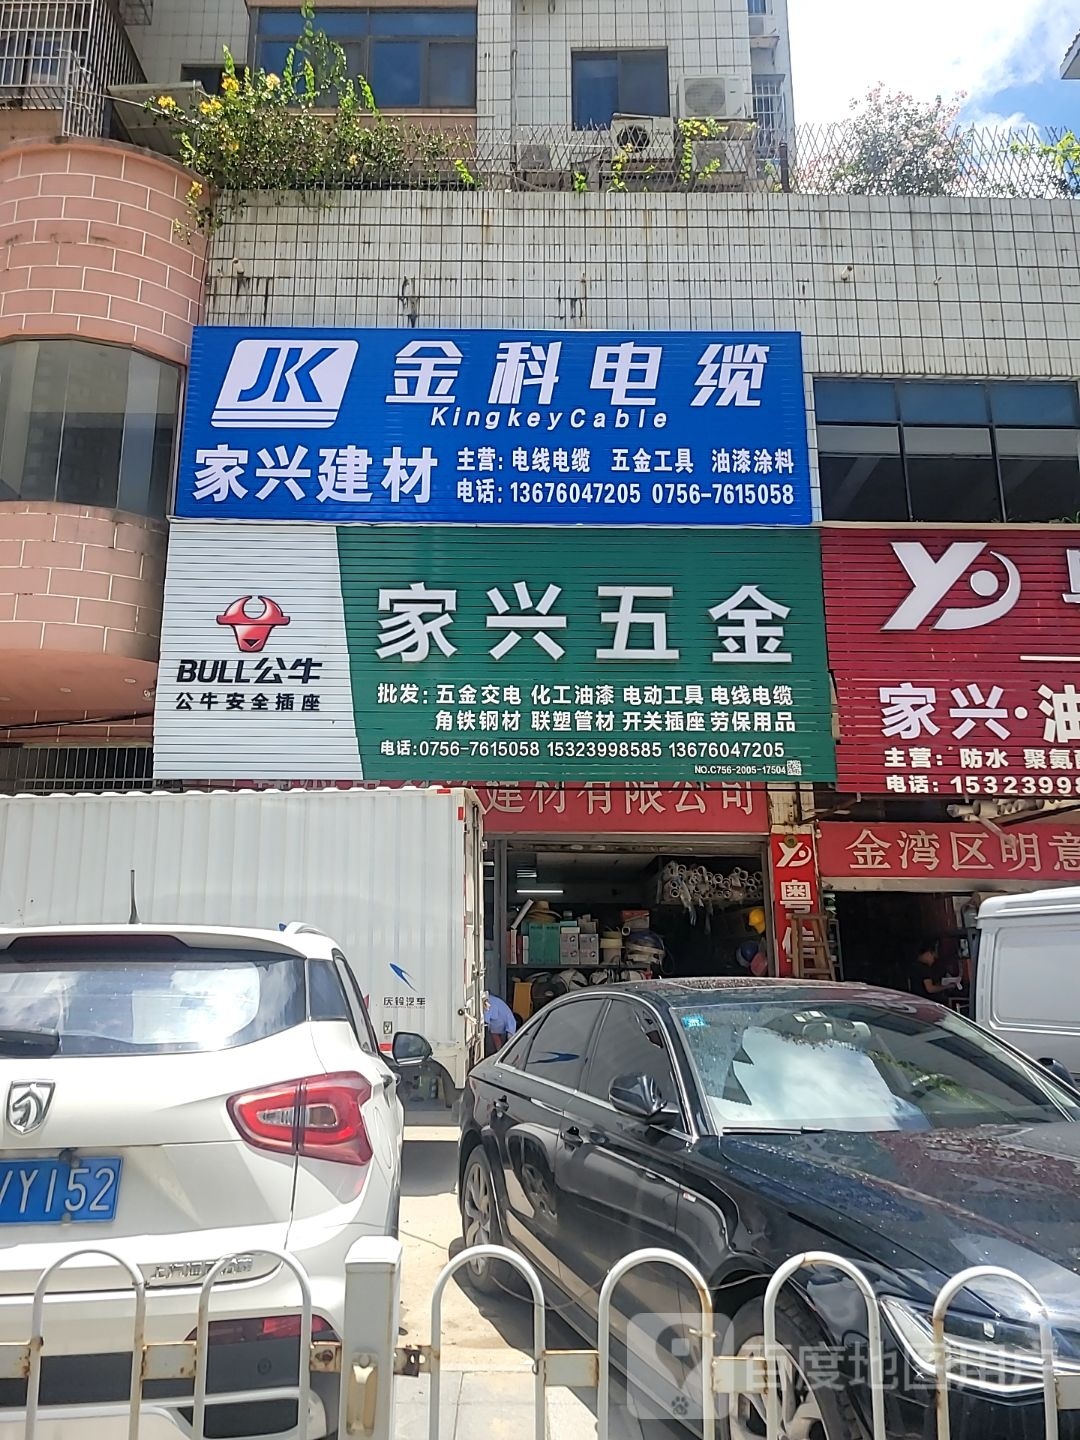 JK 金科电缆
KingkeyCable
家兴建材
主营：电线电缆 五金工具 油漆涂料
电话：13676047205 0756-7615058
BULL公牛
公牛安全插座
家兴五金
批发：五金交电 化工油漆 电动工具 电线电缆
角铁钢材 联塑管材 开关插座 劳保用品
电话：0756-7615058 15323998585 13676047205
NO.C756-2005-17504
家兴·油
主营：防水 聚氨
电话：1532399
建材有限公司
金湾区明意
粤
庆铃汽车
Y152
百度地图用户